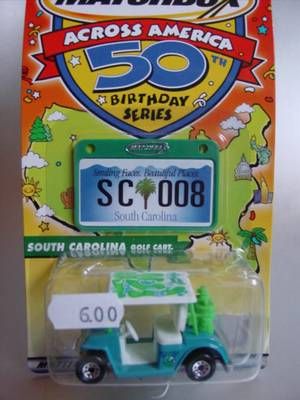 MATCHBOX
ACROSS AMERICA
50TH
BIRTHDAY
SERIES
MATCHBOX
Smiling Faces. Beautiful Places.
SC 008
South Carolina
SOUTH CAROLINA GOLF CART
6.00